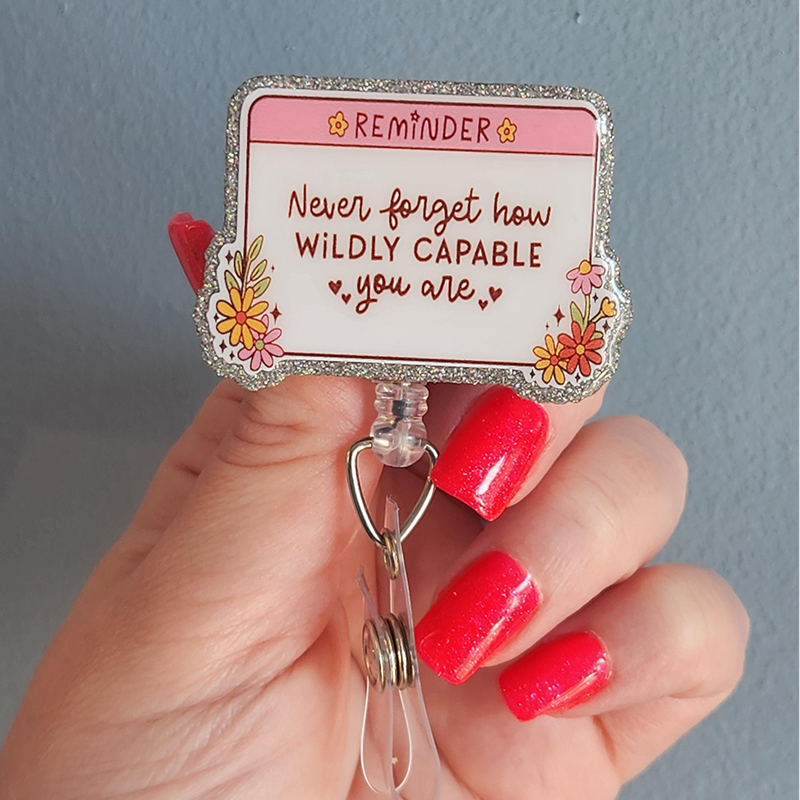 REMiNDER
Never forget how
WiLDLY CAPABLE
you are